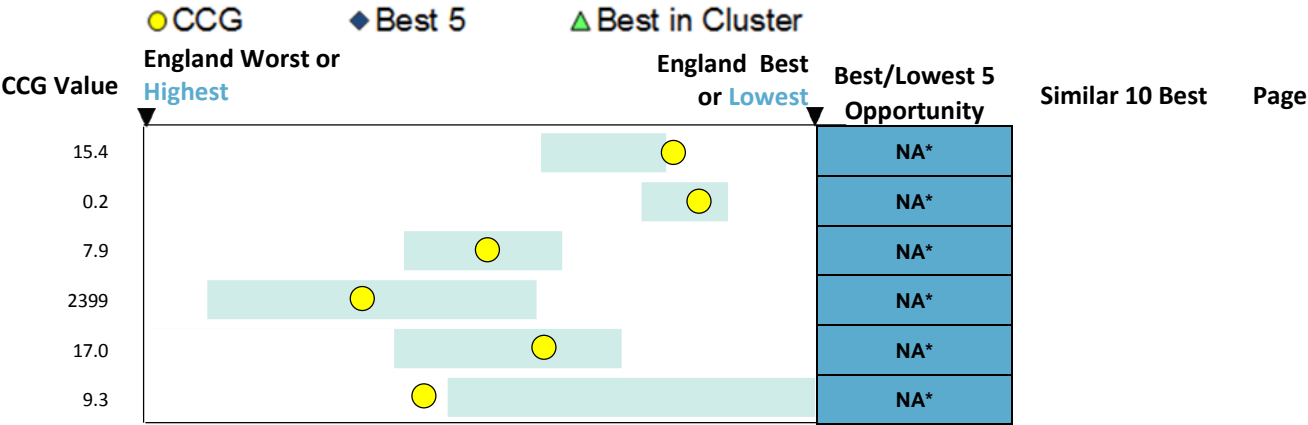 CCG Best 5 Best in Cluster
CCG Value
England Worst or
Highest
England Best
or Lowest
Best/Lowest 5
Opportunity
Similar 10 Best
Page
15.4 NA*
0.2 NA*
7.9 NA*
2399 NA*
17.0 NA*
9.3 NA*